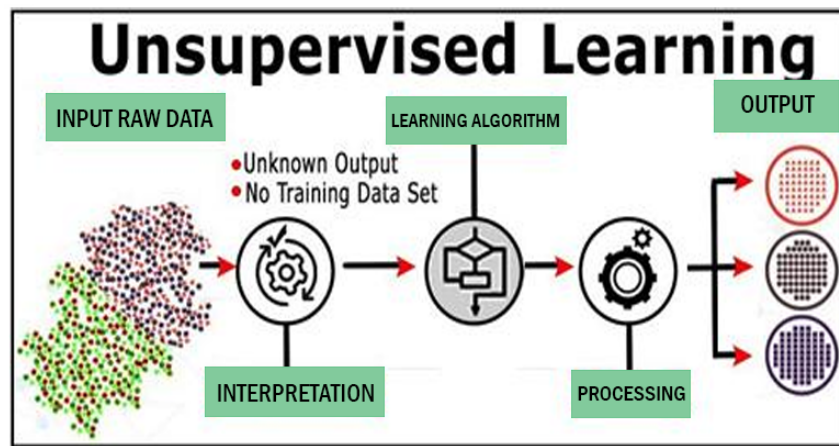 Unsupervised Learning
INPUT RAW DATA
LEARNING ALGORITHM
OUTPUT
•Unknown Output
•No Training Data Set
INTERPRETATION
PROCESSING